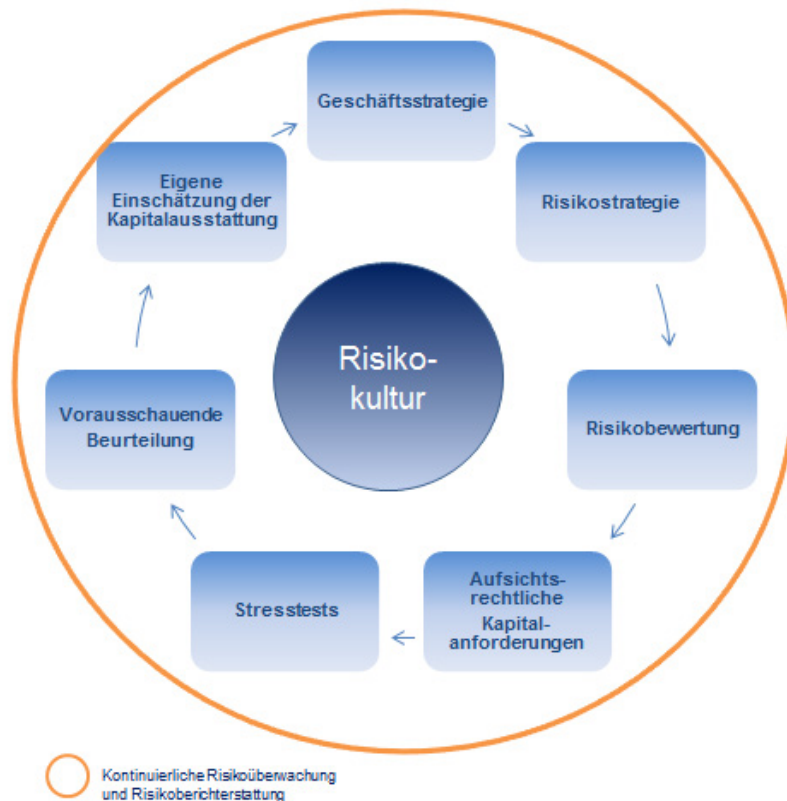 Geschäftsstrategie
Risikostrategie
Risikobewertung
Aufsichts-
rechtliche
Kapital-
anforderungen
Stresstests
Vorausschauende
Beurteilung
Eigene
Einschätzung der
Kapitalausstattung
Risiko-
kultur
Kontinuierliche Risikoüberwachung
und Risikoberichterstattung